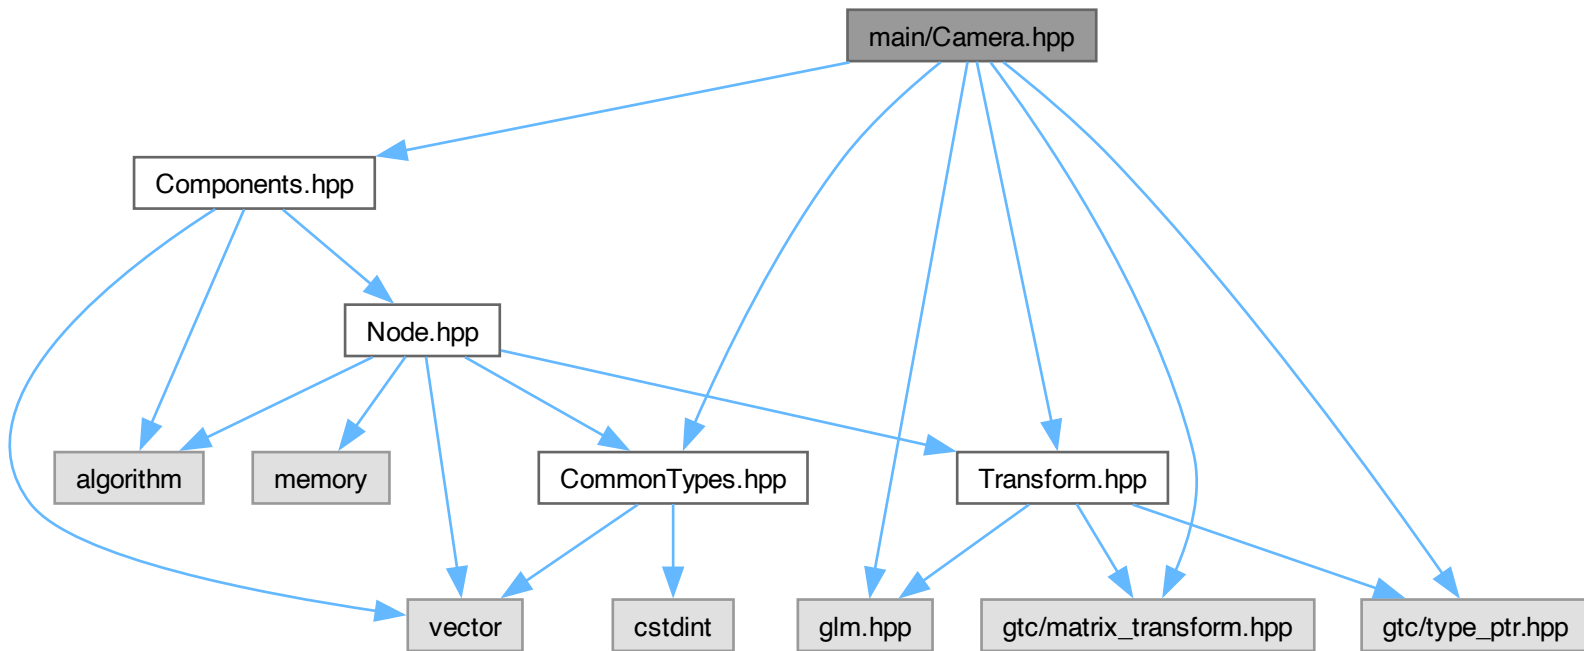 main/Camera.hpp
Components.hpp
Node.hpp
algorithm
memory
CommonTypes.hpp
Transform.hpp
vector
cstdint
glm.hpp
gtc/matrix_transform.hpp
gtc/type_ptr.hpp